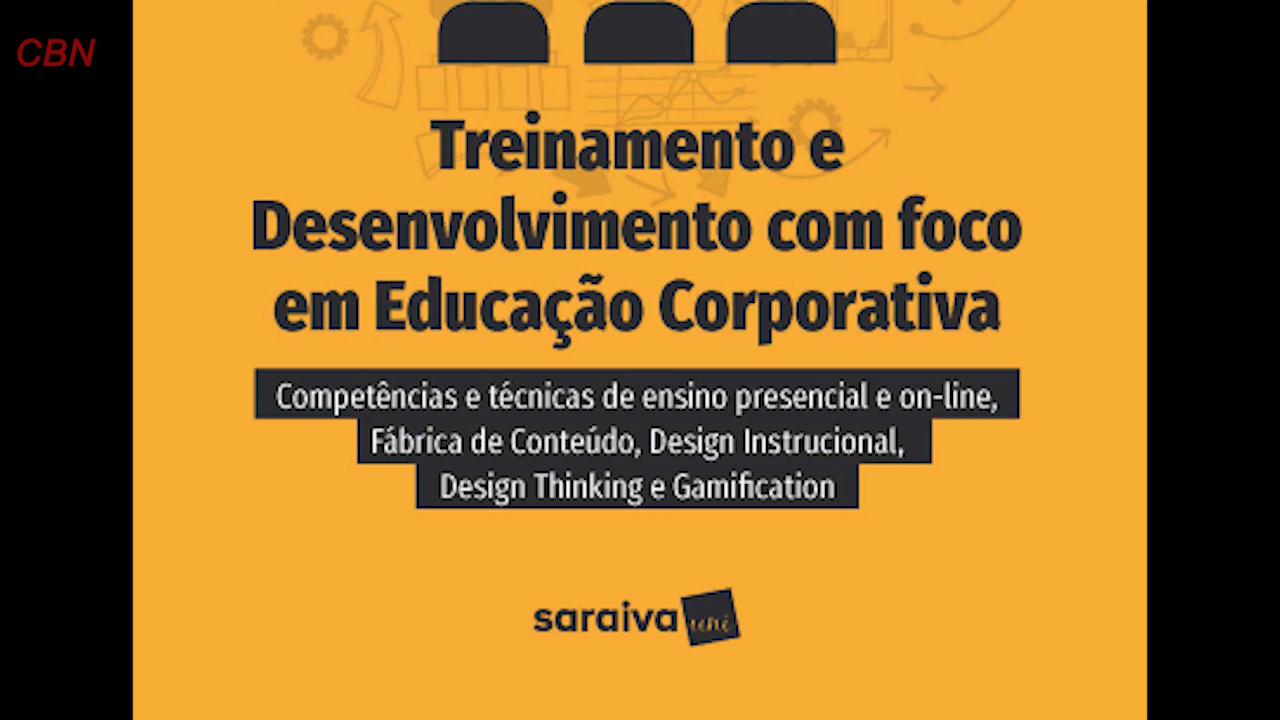 CBN
Treinamento e
Desenvolvimento com foco
em Educação Corporativa
Competências e técnicas de ensino presencial e on-line,
Fábrica de Conteúdo, Design Instrucional,
Design Thinking e Gamification
saraiva uni